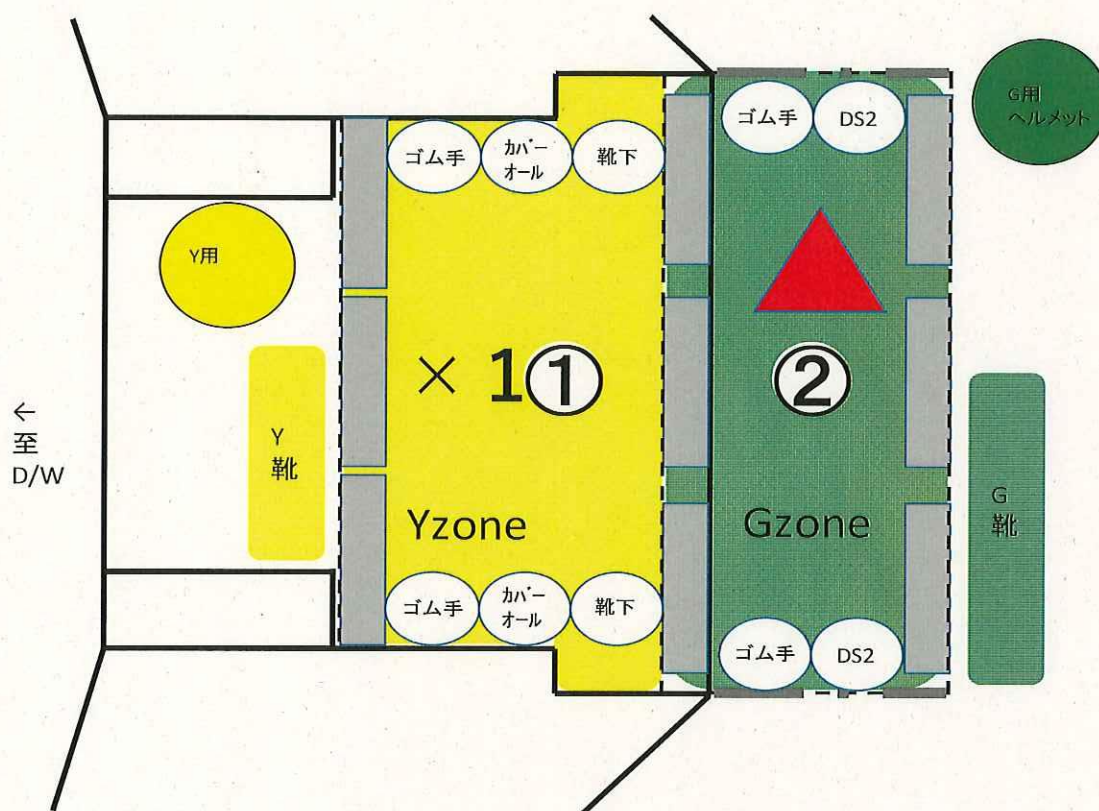 G用
ヘルメット
ゴム手
カバー
オール
靴下
ゴム手
DS2
Y用
← 
至
D/W
Y
靴
× 1①
②
G
靴
Yzone
Gzone
ゴム手
カバー
オール
靴下
ゴム手
DS2